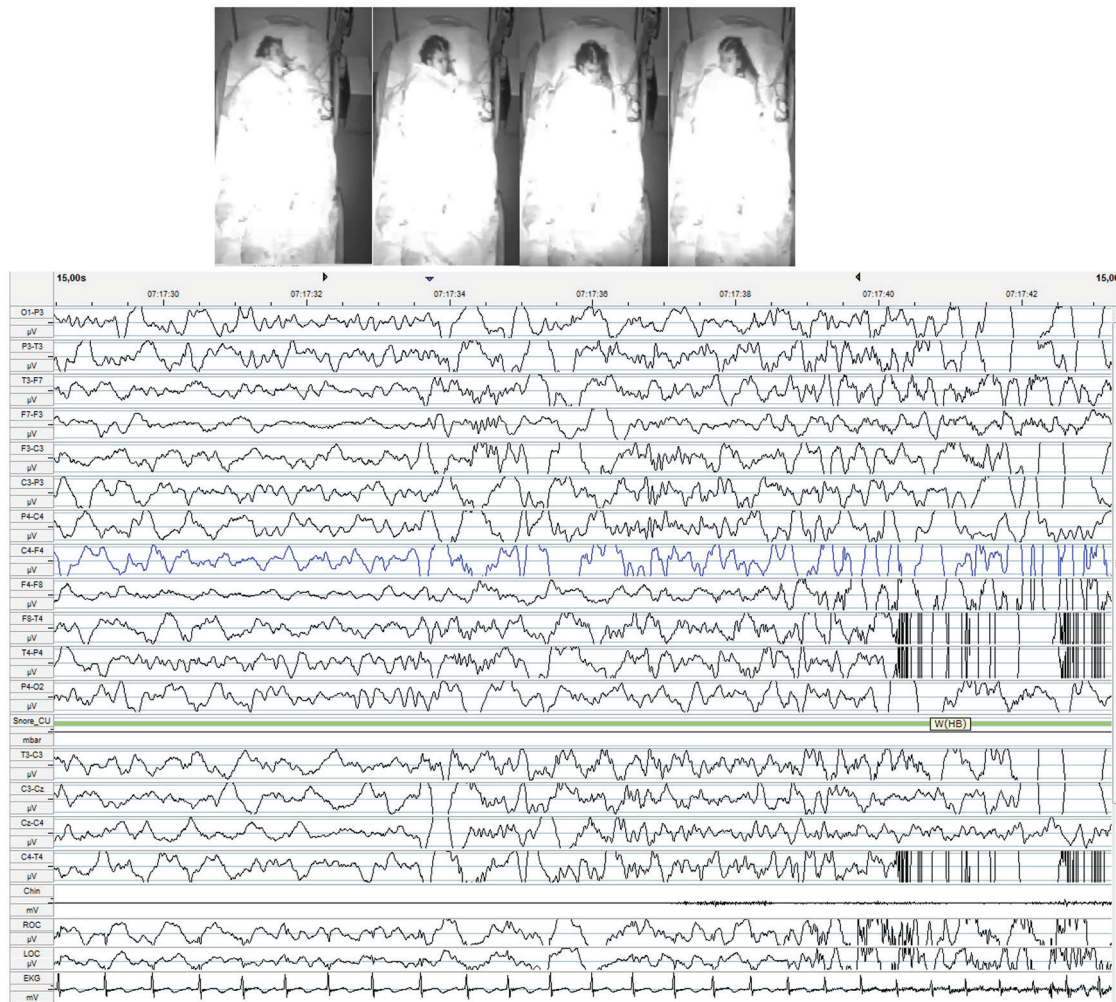 15,00s
15,00
07:17:30
07:17:32
07:17:34
07:17:36
07:17:38
07:17:40
07:17:42
O1-P3
µV
P3-T3
µV
T3-F7
µV
F7-F3
µV
F3-C3
µV
C3-P3
µV
P4-C4
µV
C4-F4
µV
F4-F8
µV
F8-T4
µV
T4-P4
µV
P4-O2
µV
Snore_CU
W(HB)
mbar
T3-C3
µV
C3-Cz
µV
Cz-C4
µV
C4-T4
µV
Chin
mV
ROC
µV
LOC
µV
EKG
mV